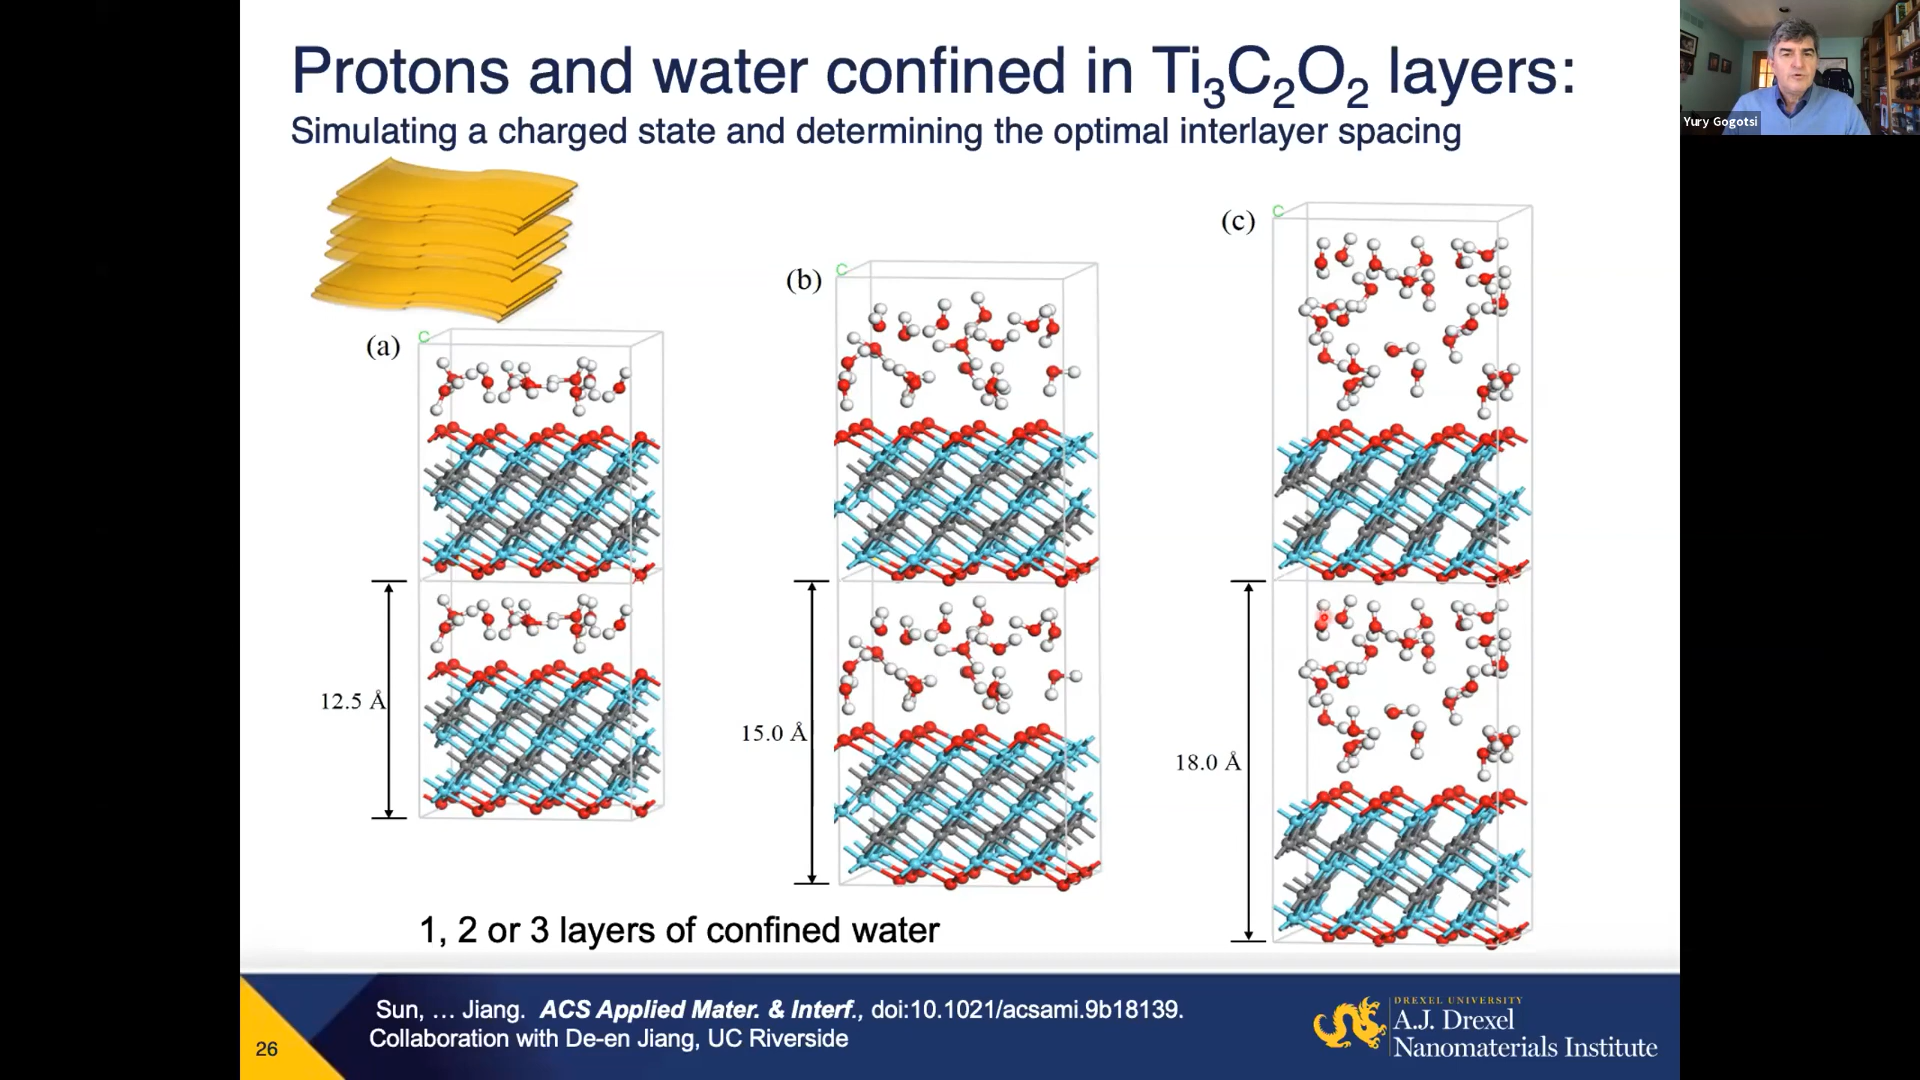 Protons and water confined in Ti₃C₂O₂ layers:
Simulating a charged state and determining the optimal interlayer spacing
Yury Gogotsi
(a)
C
12.5 Å
(b)
C
15.0 Å
(c)
C
18.0 Å
1, 2 or 3 layers of confined water
Sun, … Jiang. ACS Applied Mater. & Interf., doi:10.1021/acsami.9b18139.
Collaboration with De-en Jiang, UC Riverside
26
DREXEL UNIVERSITY
A.J. Drexel
Nanomaterials Institute